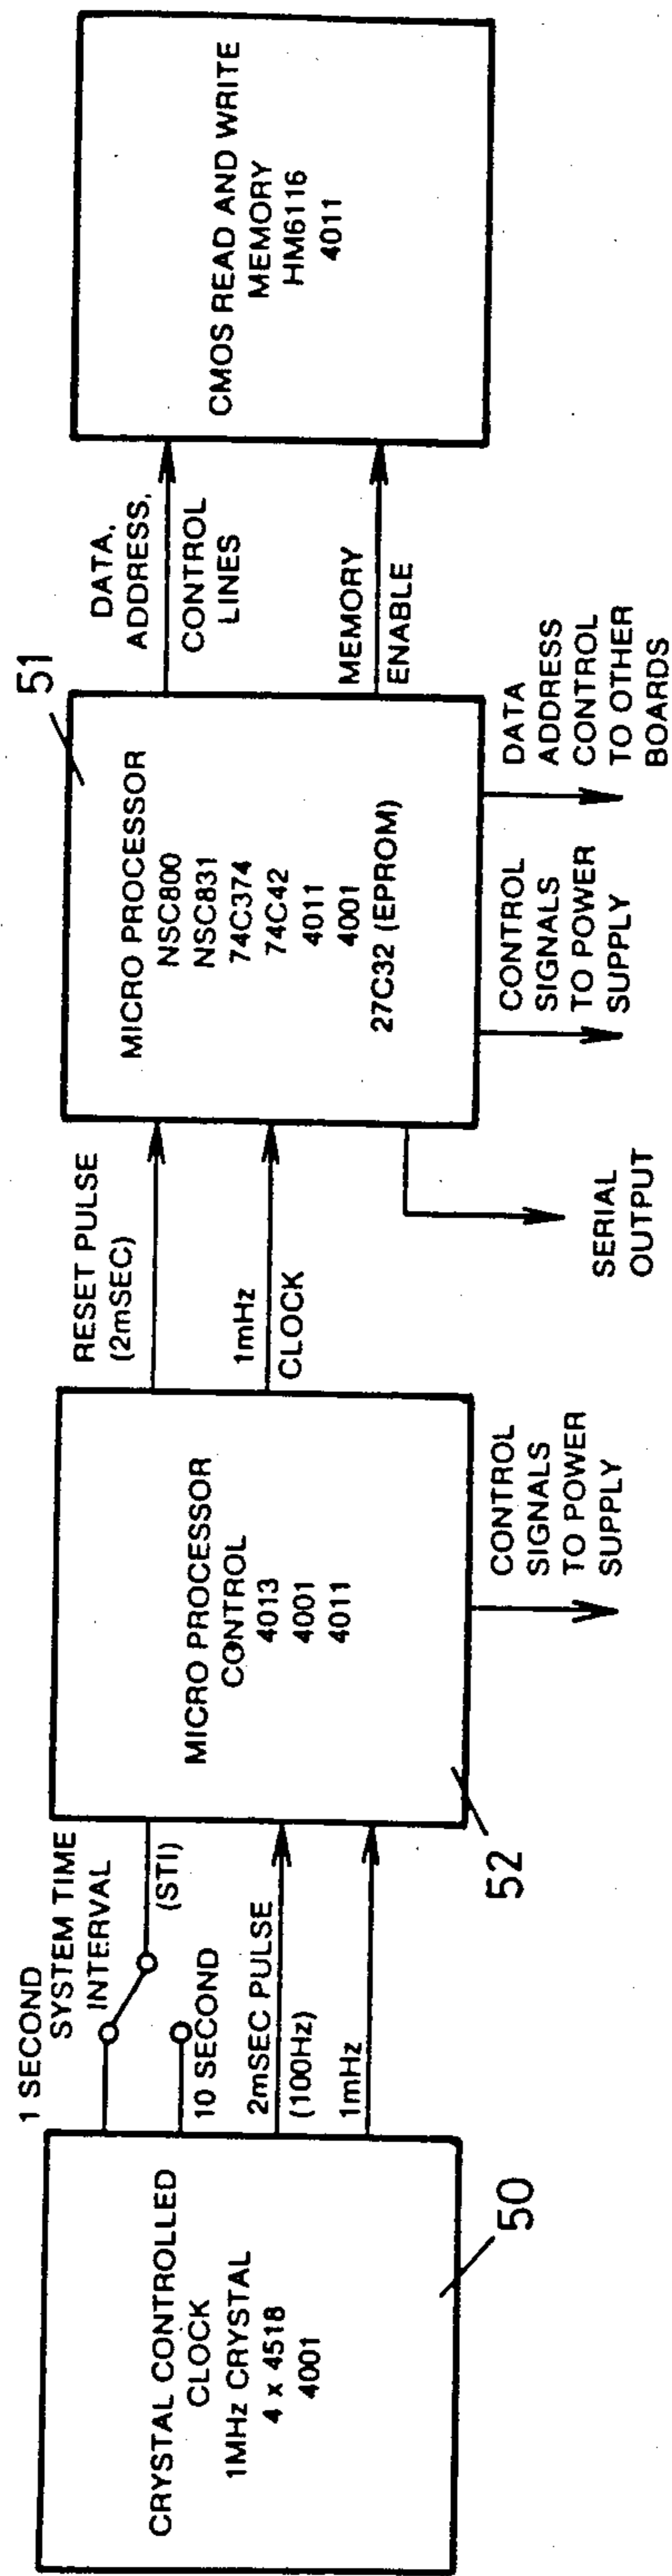 CRYSTAL CONTROLLED
CLOCK
1MHz CRYSTAL
4 x 4518
4001
50
1 SECOND
SYSTEM TIME
INTERVAL
(STI)
10 SECOND
2mSEC PULSE
(100Hz)
1mHz
MICRO PROCESSOR
CONTROL
4013
4001
4011
52
CONTROL
SIGNALS
TO POWER
SUPPLY
RESET PULSE
(2mSEC)
1mHz
CLOCK
MICRO PROCESSOR
NSC800
NSC831
74C374
74C42
4011
4001
27C32 (EPROM)
51
SERIAL
OUTPUT
CONTROL
SIGNALS
TO POWER
SUPPLY
DATA
ADDRESS
CONTROL
TO OTHER
BOARDS
DATA,
ADDRESS,
CONTROL
LINES
MEMORY
ENABLE
CMOS READ AND WRITE
MEMORY
HM6116
4011